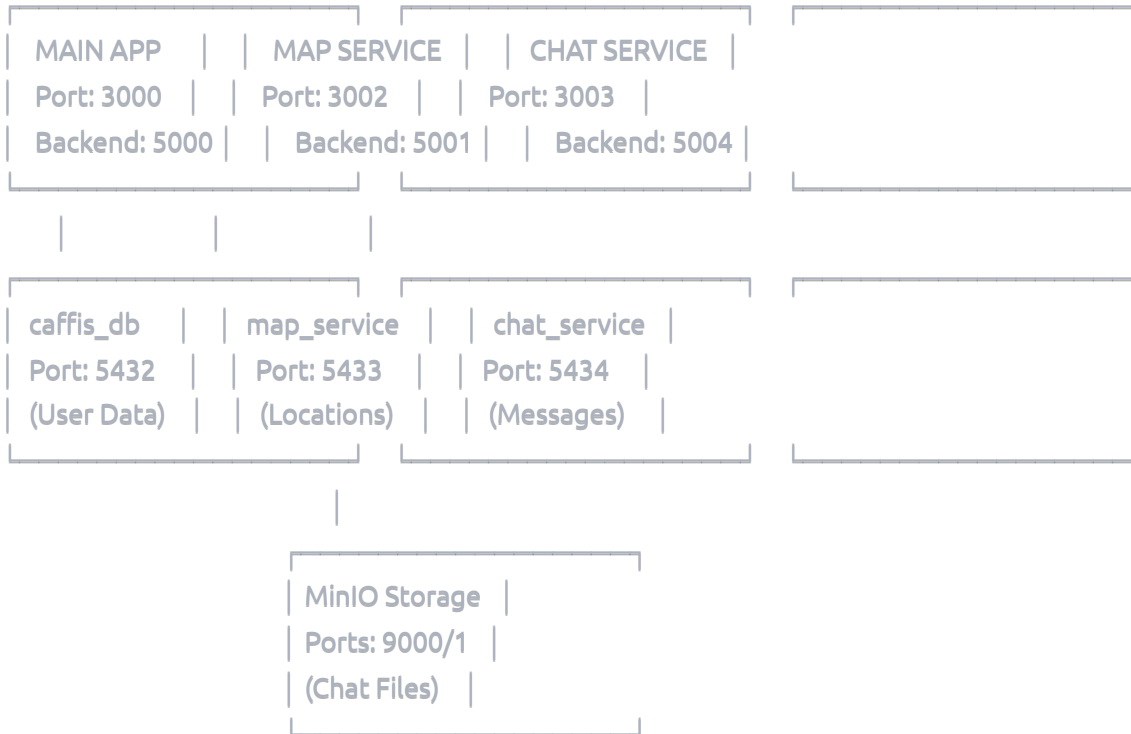 ┌─────────────────┐ ┌─────────────────┐ ┌─────────────────
│ MAIN APP │ │ MAP SERVICE │ │ CHAT SERVICE │
│ Port: 3000 │ │ Port: 3002 │ │ Port: 3003 │
│ Backend: 5000 │ │ Backend: 5001 │ │ Backend: 5004 │
└─────────────────┘ └─────────────────┘ └─────────────────
│ │ │
┌─────────────────┐ ┌─────────────────┐ ┌─────────────────
│ caffis_db │ │ map_service │ │ chat_service │
│ Port: 5432 │ │ Port: 5433 │ │ Port: 5434 │
│ (User Data) │ │ (Locations) │ │ (Messages) │
└─────────────────┘ └─────────────────┘ └─────────────────
│
┌─────────────────┐
│ MinIO Storage │
│ Ports: 9000/1 │
│ (Chat Files) │
└─────────────────┘